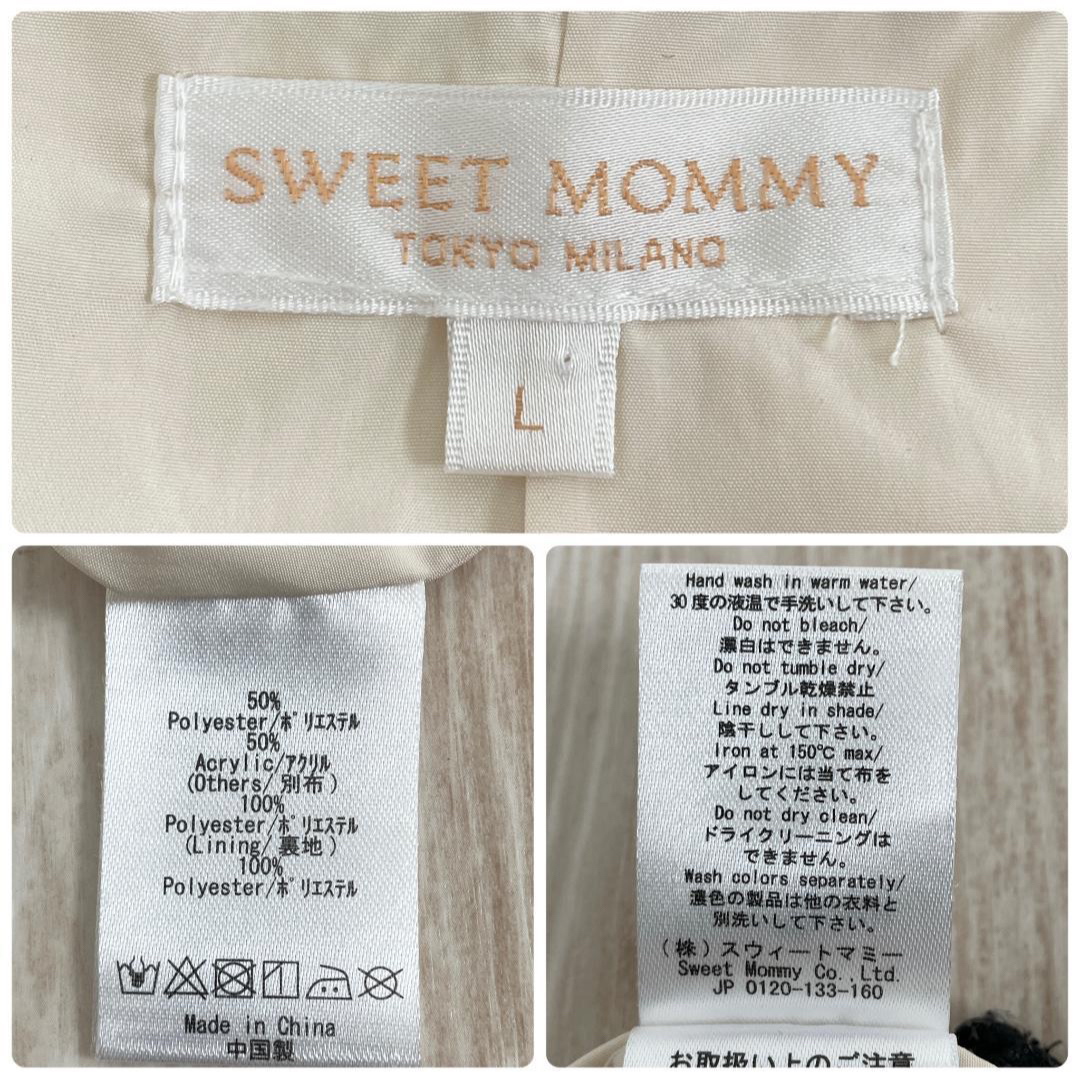 SWEET MOMMY
TOKYO MILANO
L
50%
Polyester/ポリエステル
50%
Acrylic/アクリル
(Others/別布)
100%
Polyester/ポリエステル
(Lining/裏地)
100%
Polyester/ポリエステル
Made in China
中国製
Hand wash in warm water/
30度の液温で手洗いして下さい。
Do not bleach/
漂白はできません。
Do not tumble dry/
タンブル乾燥禁止
Line dry in shade/
陰干しして下さい。
Iron at 150℃ max/
アイロンには当て布を
してください。
Do not dry clean/
ドライクリーニングは
できません。
Wash colors separately/
濃色の製品は他の衣料と
別洗いして下さい。
(株)スウィートマミー
Sweet Mommy Co.,Ltd.
JP 0120-133-160
お取扱い上のご注意